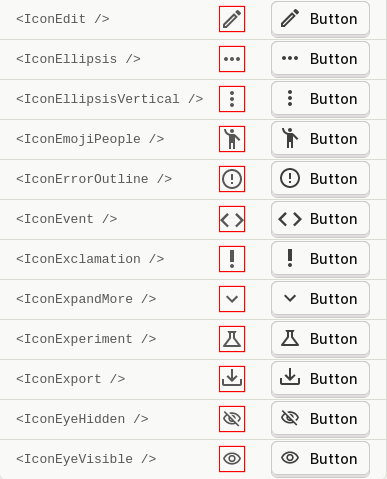 <IconEdit /> Button
<IconEllipsis /> Button
<IconEllipsisVertical /> Button
<IconEmojiPeople /> Button
<IconErrorOutline /> Button
<IconEvent /> Button
<IconExclamation /> Button
<IconExpandMore /> Button
<IconExperiment /> Button
<IconExport /> Button
<IconEyeHidden /> Button
<IconEyeVisible /> Button